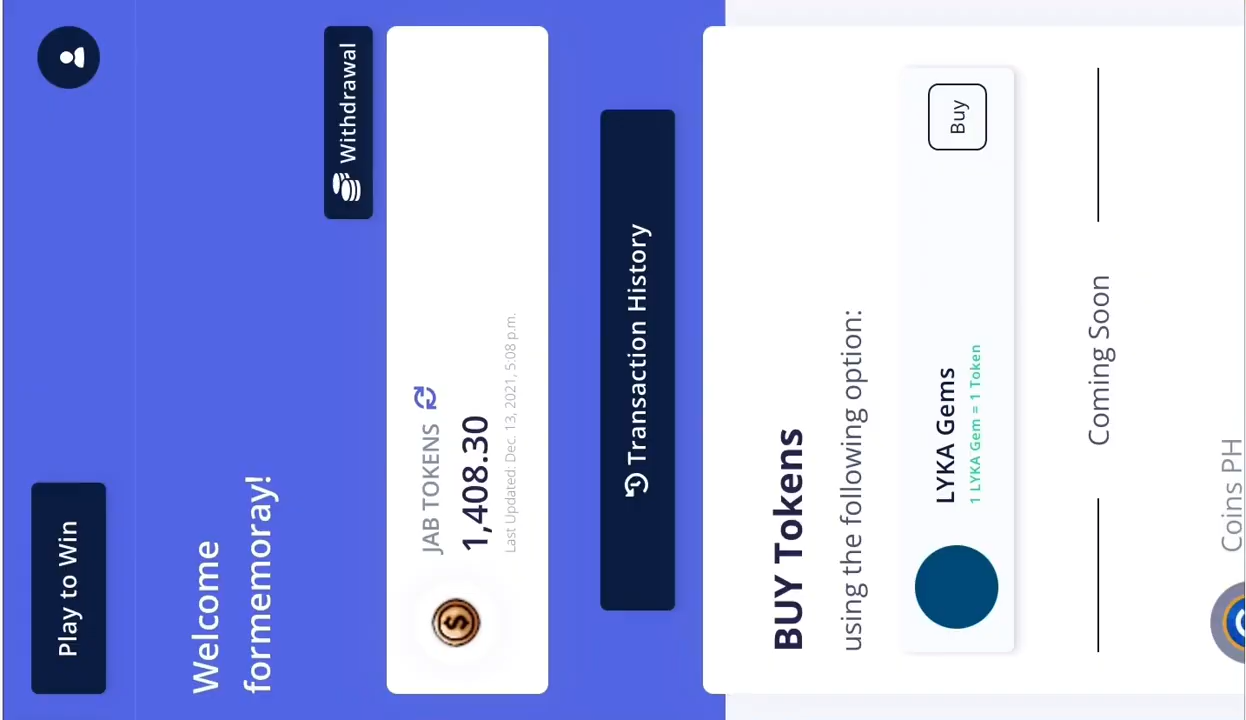 Play to Win
Welcome
formemoray!
Withdrawal
JAB TOKENS
1,408.30
Last Updated: Dec. 13, 2021, 5:08 p.m.
Transaction History
BUY Tokens
using the following option:
LYKA Gems
1 LYKA Gem = 1 Token
Buy
Coming Soon
Coins PH